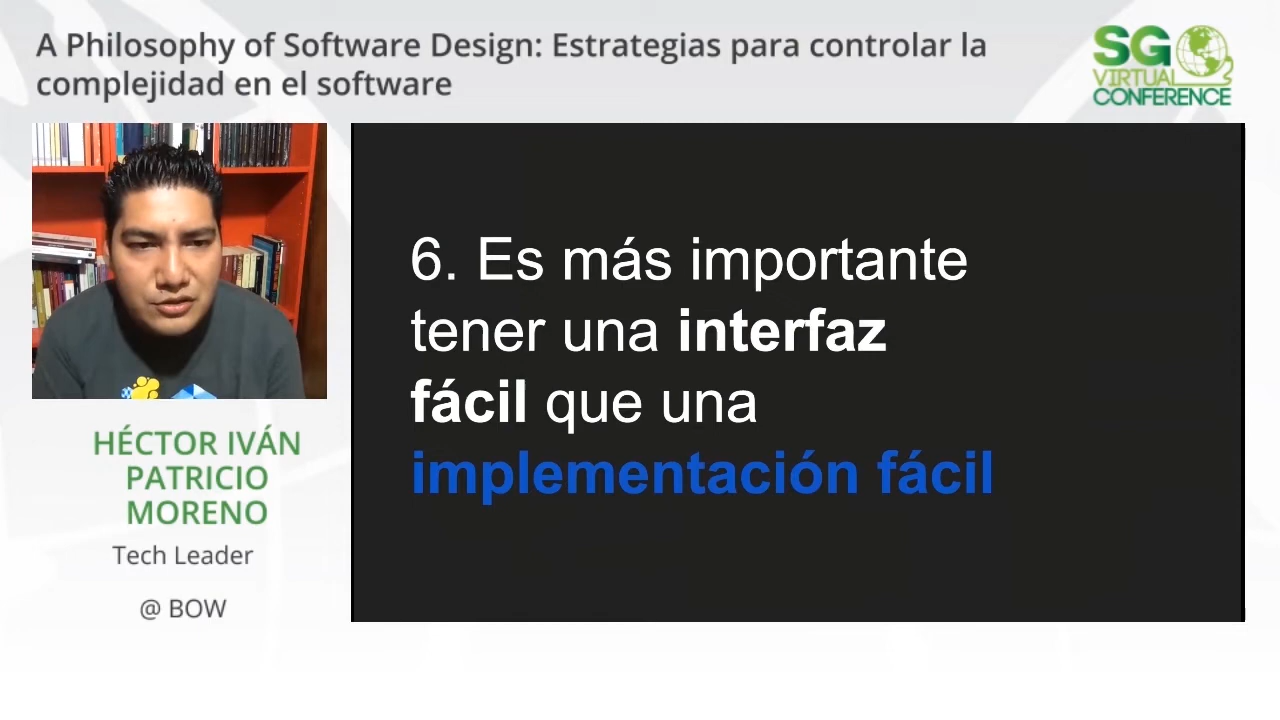 A Philosophy of Software Design: Estrategias para controlar la
complejidad en el software
SG
VIRTUAL
CONFERENCE
6. Es más importante
tener una interfaz
fácil que una
implementación fácil
HÉCTOR IVÁN
PATRICIO
MORENO
Tech Leader
@ BOW